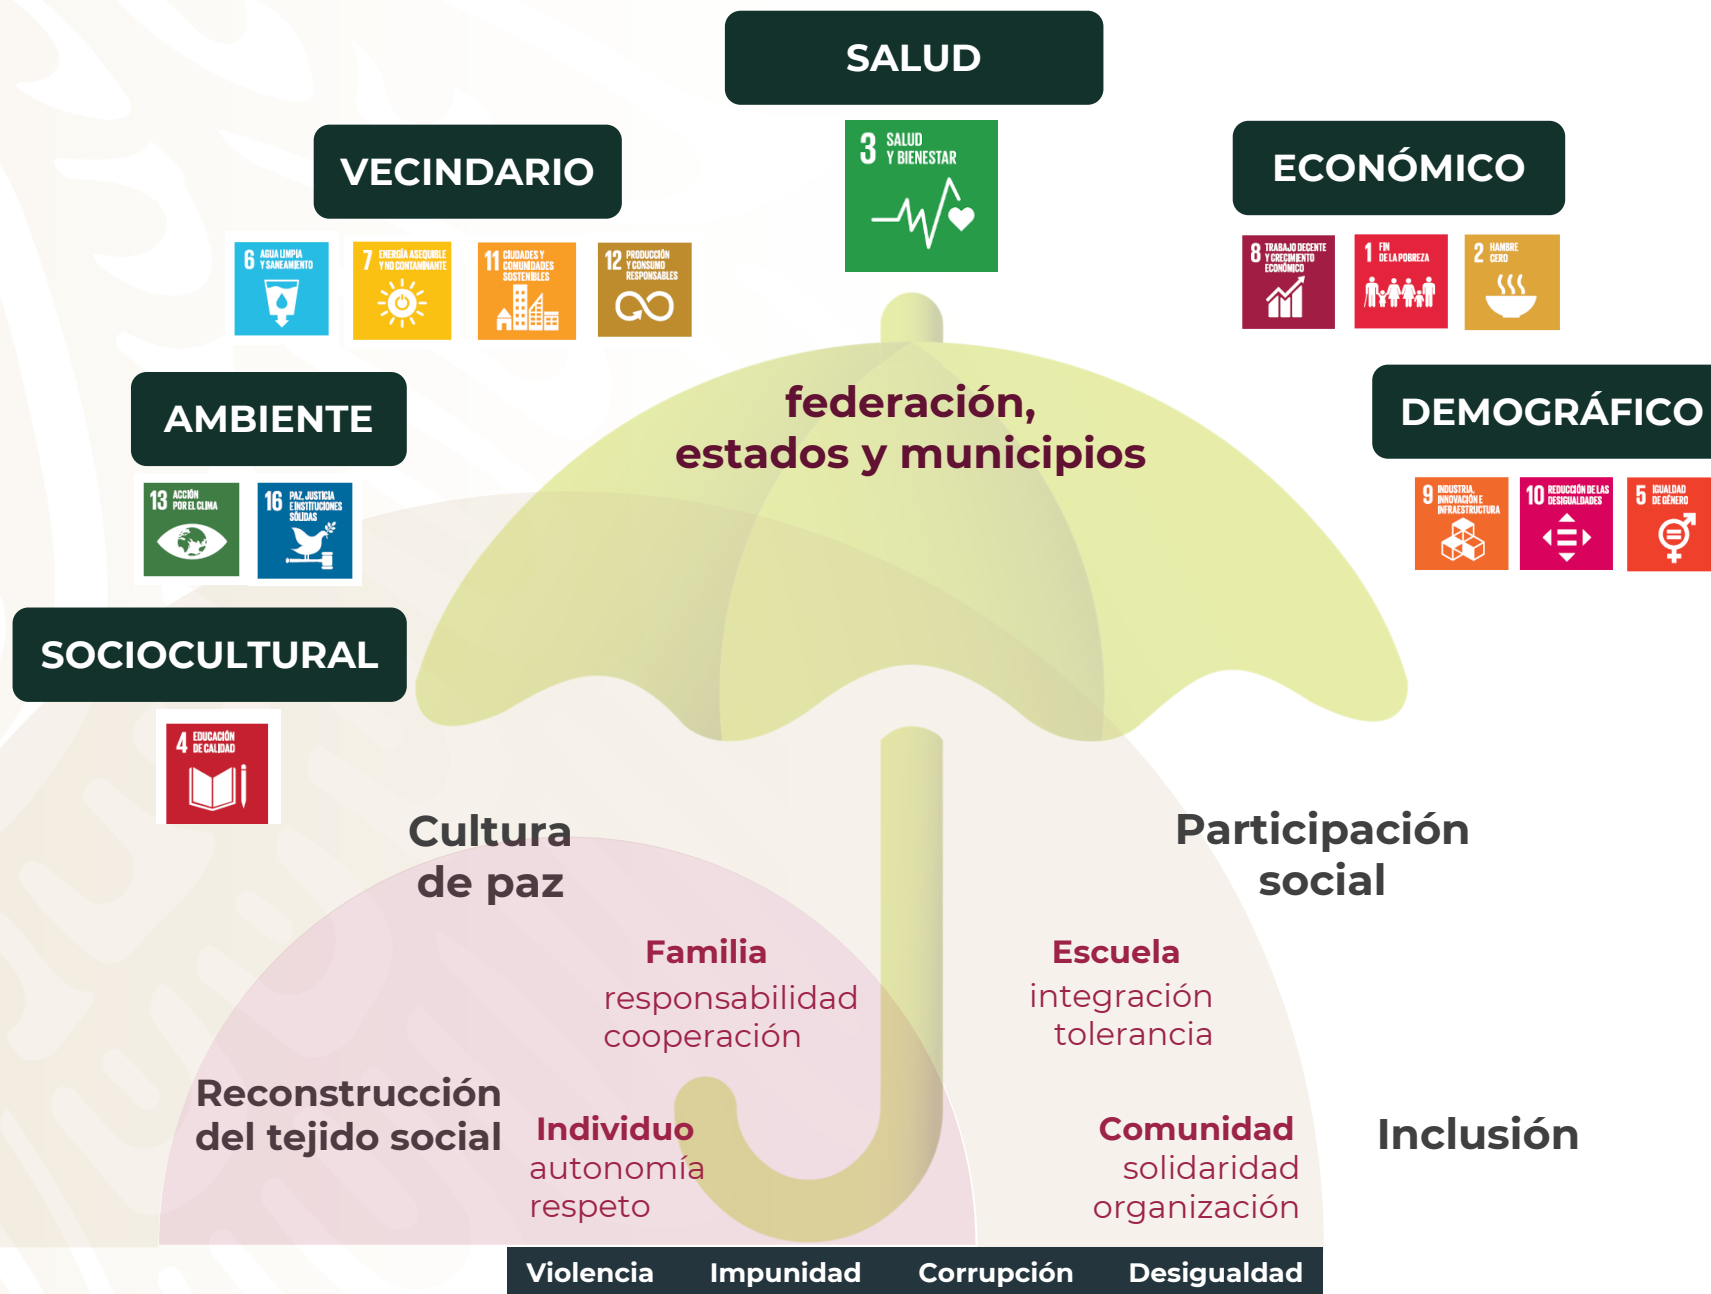 SALUD
3 SALUD
Y BIENESTAR
VECINDARIO
6 AGUA LIMPIA
Y SANEAMIENTO
7 ENERGÍA ASEQUIBLE
Y NO CONTAMINANTE
11 CIUDADES Y
COMUNIDADES
SOSTENIBLES
12 PRODUCCIÓN
Y CONSUMO
RESPONSABLES
ECONÓMICO
8 TRABAJO DECENTE
Y CRECIMIENTO
ECONÓMICO
1 FIN
DE LA POBREZA
2 HAMBRE
CERO
AMBIENTE
13 ACCIÓN
POR EL CLIMA
16 PAZ, JUSTICIA
E INSTITUCIONES
SÓLIDAS
federación,
estados y municipios
DEMOGRÁFICO
9 INDUSTRIA,
INNOVACIÓN E
INFRAESTRUCTURA
10 REDUCCIÓN DE LAS
DESIGUALDADES
5 IGUALDAD
DE GÉNERO
SOCIOCULTURAL
4 EDUCACIÓN
DE CALIDAD
Cultura
de paz
Participación
social
Familia
responsabilidad
cooperación
Escuela
integración
tolerancia
Reconstrucción
del tejido social
Individuo
autonomía
respeto
Comunidad
solidaridad
organización
Inclusión
Violencia Impunidad Corrupción Desigualdad